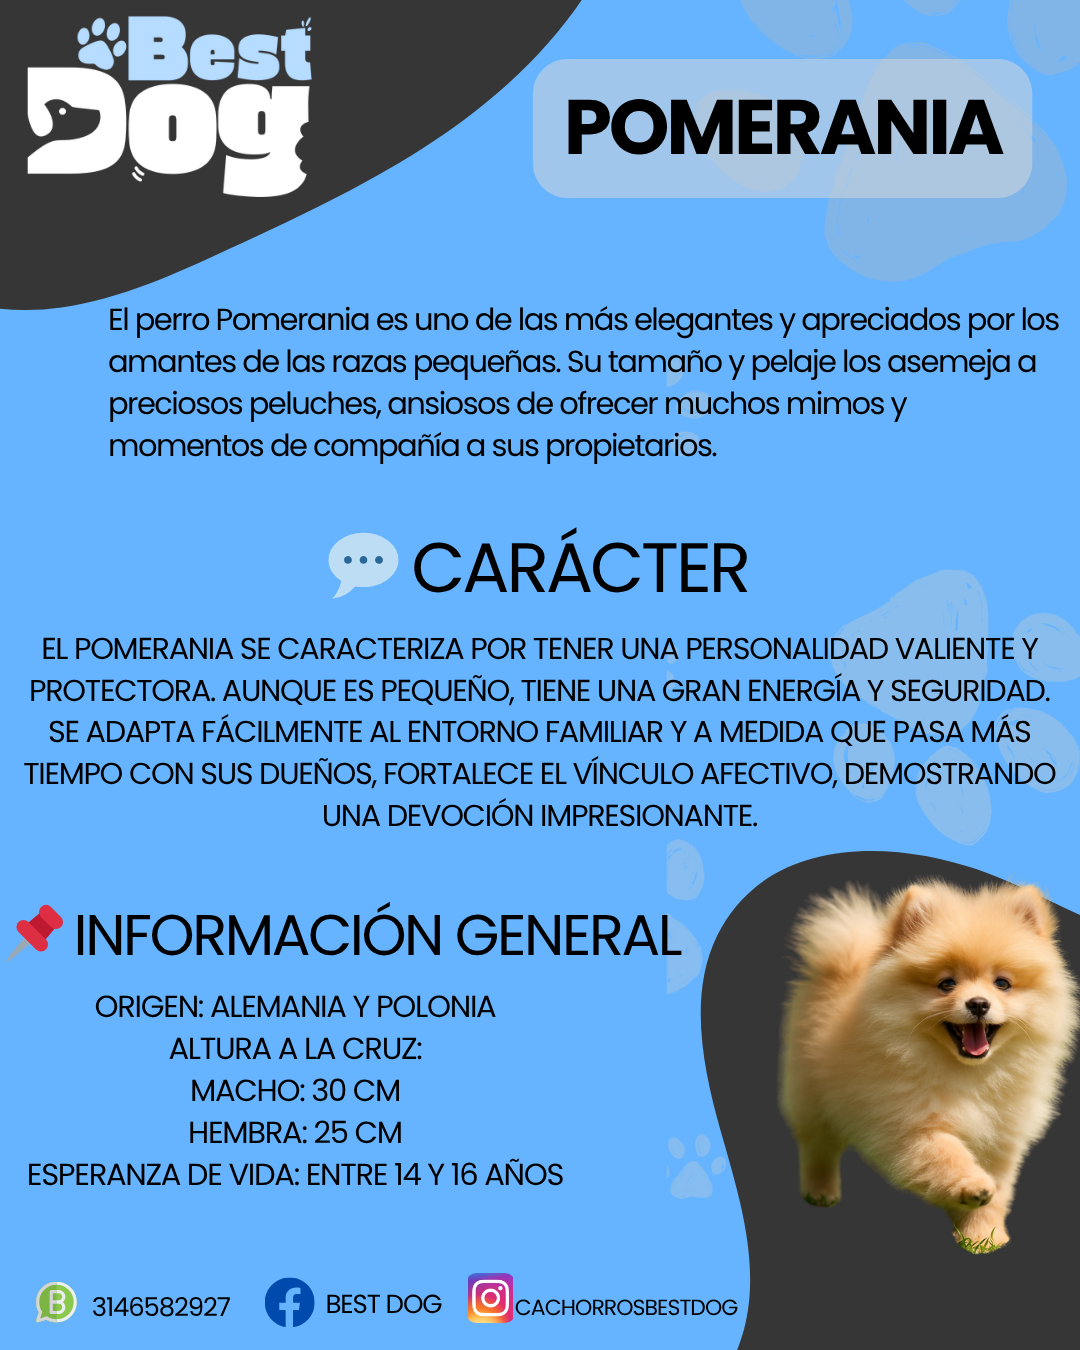 Best
Dog
POMERANIA
El perro Pomerania es uno de las más elegantes y apreciados por los
amantes de las razas pequeñas. Su tamaño y pelaje los asemeja a
preciosos peluches, ansiosos de ofrecer muchos mimos y
momentos de compañía a sus propietarios.
CARÁCTER
EL POMERANIA SE CARACTERIZA POR TENER UNA PERSONALIDAD VALIENTE Y
PROTECTORA. AUNQUE ES PEQUEÑO, TIENE UNA GRAN ENERGÍA Y SEGURIDAD.
SE ADAPTA FÁCILMENTE AL ENTORNO FAMILIAR Y A MEDIDA QUE PASA MÁS
TIEMPO CON SUS DUEÑOS, FORTALECE EL VÍNCULO AFECTIVO, DEMOSTRANDO
UNA DEVOCIÓN IMPRESIONANTE.
INFORMACIÓN GENERAL
ORIGEN: ALEMANIA Y POLONIA
ALTURA A LA CRUZ:
MACHO: 30 CM
HEMBRA: 25 CM
ESPERANZA DE VIDA: ENTRE 14 Y 16 AÑOS
B 3146582927 BEST DOG CACHORROSBESTDOG